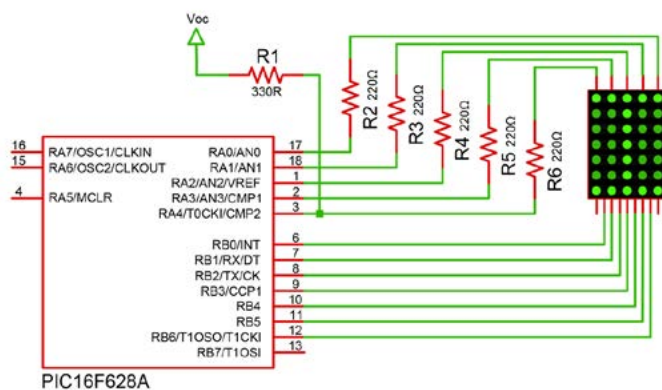 Vcc
R1
330R
R2 220Ω
R3 220Ω
R4 220Ω
R5 220Ω
R6 220Ω
16 RA7/OSC1/CLKIN RA0/AN0 17
15 RA6/OSC2/CLKOUT RA1/AN1 18
RA2/AN2/VREF 1
4 RA5/MCLR RA3/AN3/CMP1 2
RA4/T0CKI/CMP2 3
RB0/INT 6
RB1/RX/DT 7
RB2/TX/CK 8
RB3/CCP1 9
RB4 10
RB5 11
RB6/T1OSO/T1CKI 12
RB7/T1OSI 13
PIC16F628A